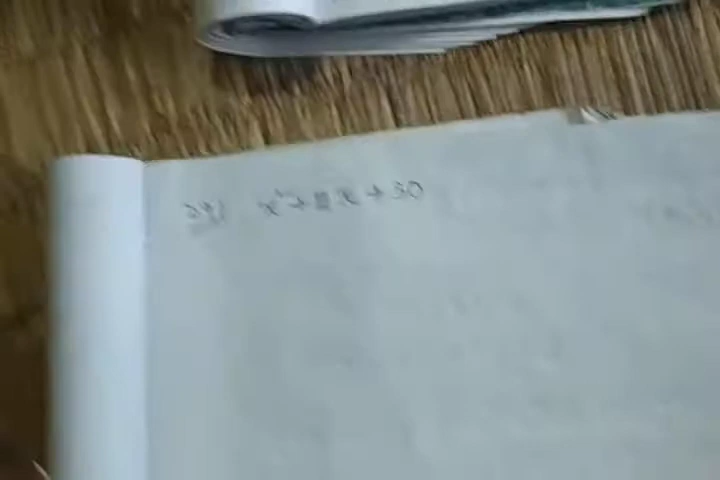 x² + 11x + 30